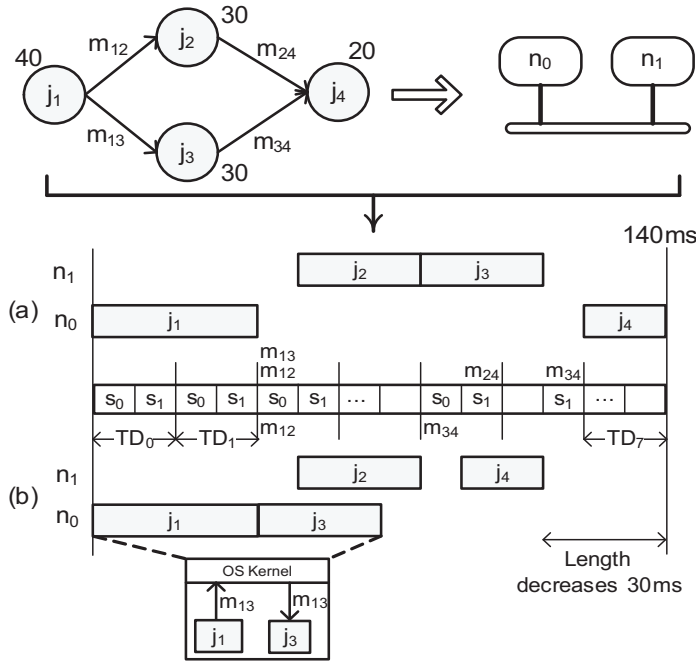 30
40 m₁₂ j₂ m₂₄ 20 n₀ n₁
j₁ j₄
m₁₃ j₃ m₃₄
30
140ms
n₁ j₂ j₃
(a)
n₀ j₁ j₄
m₁₃
m₁₂ m₂₄ m₃₄
s₀ s₁ s₀ s₁ s₀ s₁ ... s₀ s₁ s₁ ...
TD₀ TD₁ m₁₂ m₃₄ TD₇
n₁ j₂ j₄
(b)
n₀ j₁ j₃
OS Kernel
m₁₃ m₁₃
j₁ j₃
Length
decreases 30ms